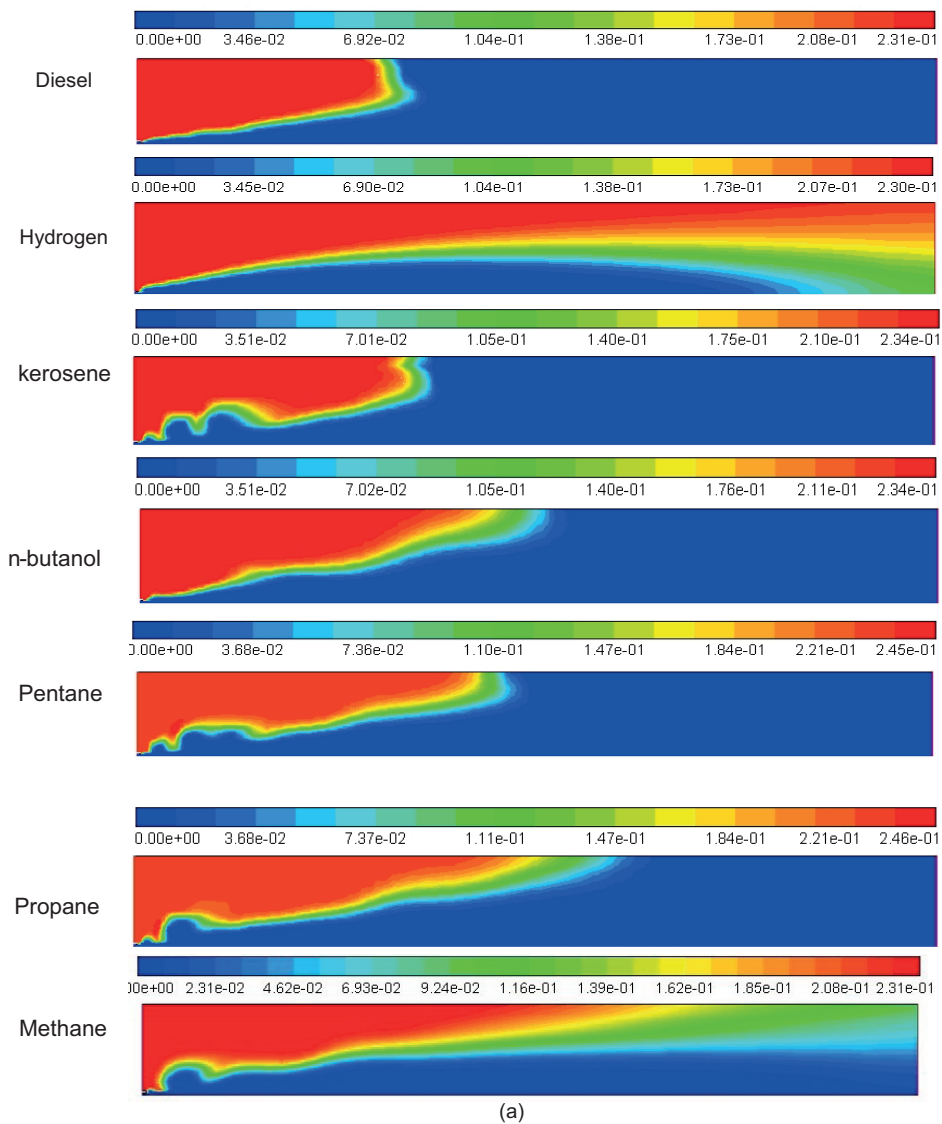 0.00e+00 3.46e-02 6.92e-02 1.04e-01 1.38e-01 1.73e-01 2.08e-01 2.31e-01
Diesel
0.00e+00 3.45e-02 6.90e-02 1.04e-01 1.38e-01 1.73e-01 2.07e-01 2.30e-01
Hydrogen
0.00e+00 3.51e-02 7.01e-02 1.05e-01 1.40e-01 1.75e-01 2.10e-01 2.34e-01
kerosene
0.00e+00 3.51e-02 7.02e-02 1.05e-01 1.40e-01 1.76e-01 2.11e-01 2.34e-01
n-butanol
0.00e+00 3.68e-02 7.36e-02 1.10e-01 1.47e-01 1.84e-01 2.21e-01 2.45e-01
Pentane
0.00e+00 3.68e-02 7.37e-02 1.11e-01 1.47e-01 1.84e-01 2.21e-01 2.46e-01
Propane
00e+00 2.31e-02 4.62e-02 6.93e-02 9.24e-02 1.16e-01 1.39e-01 1.62e-01 1.85e-01 2.08e-01 2.31e-01
Methane
(a)